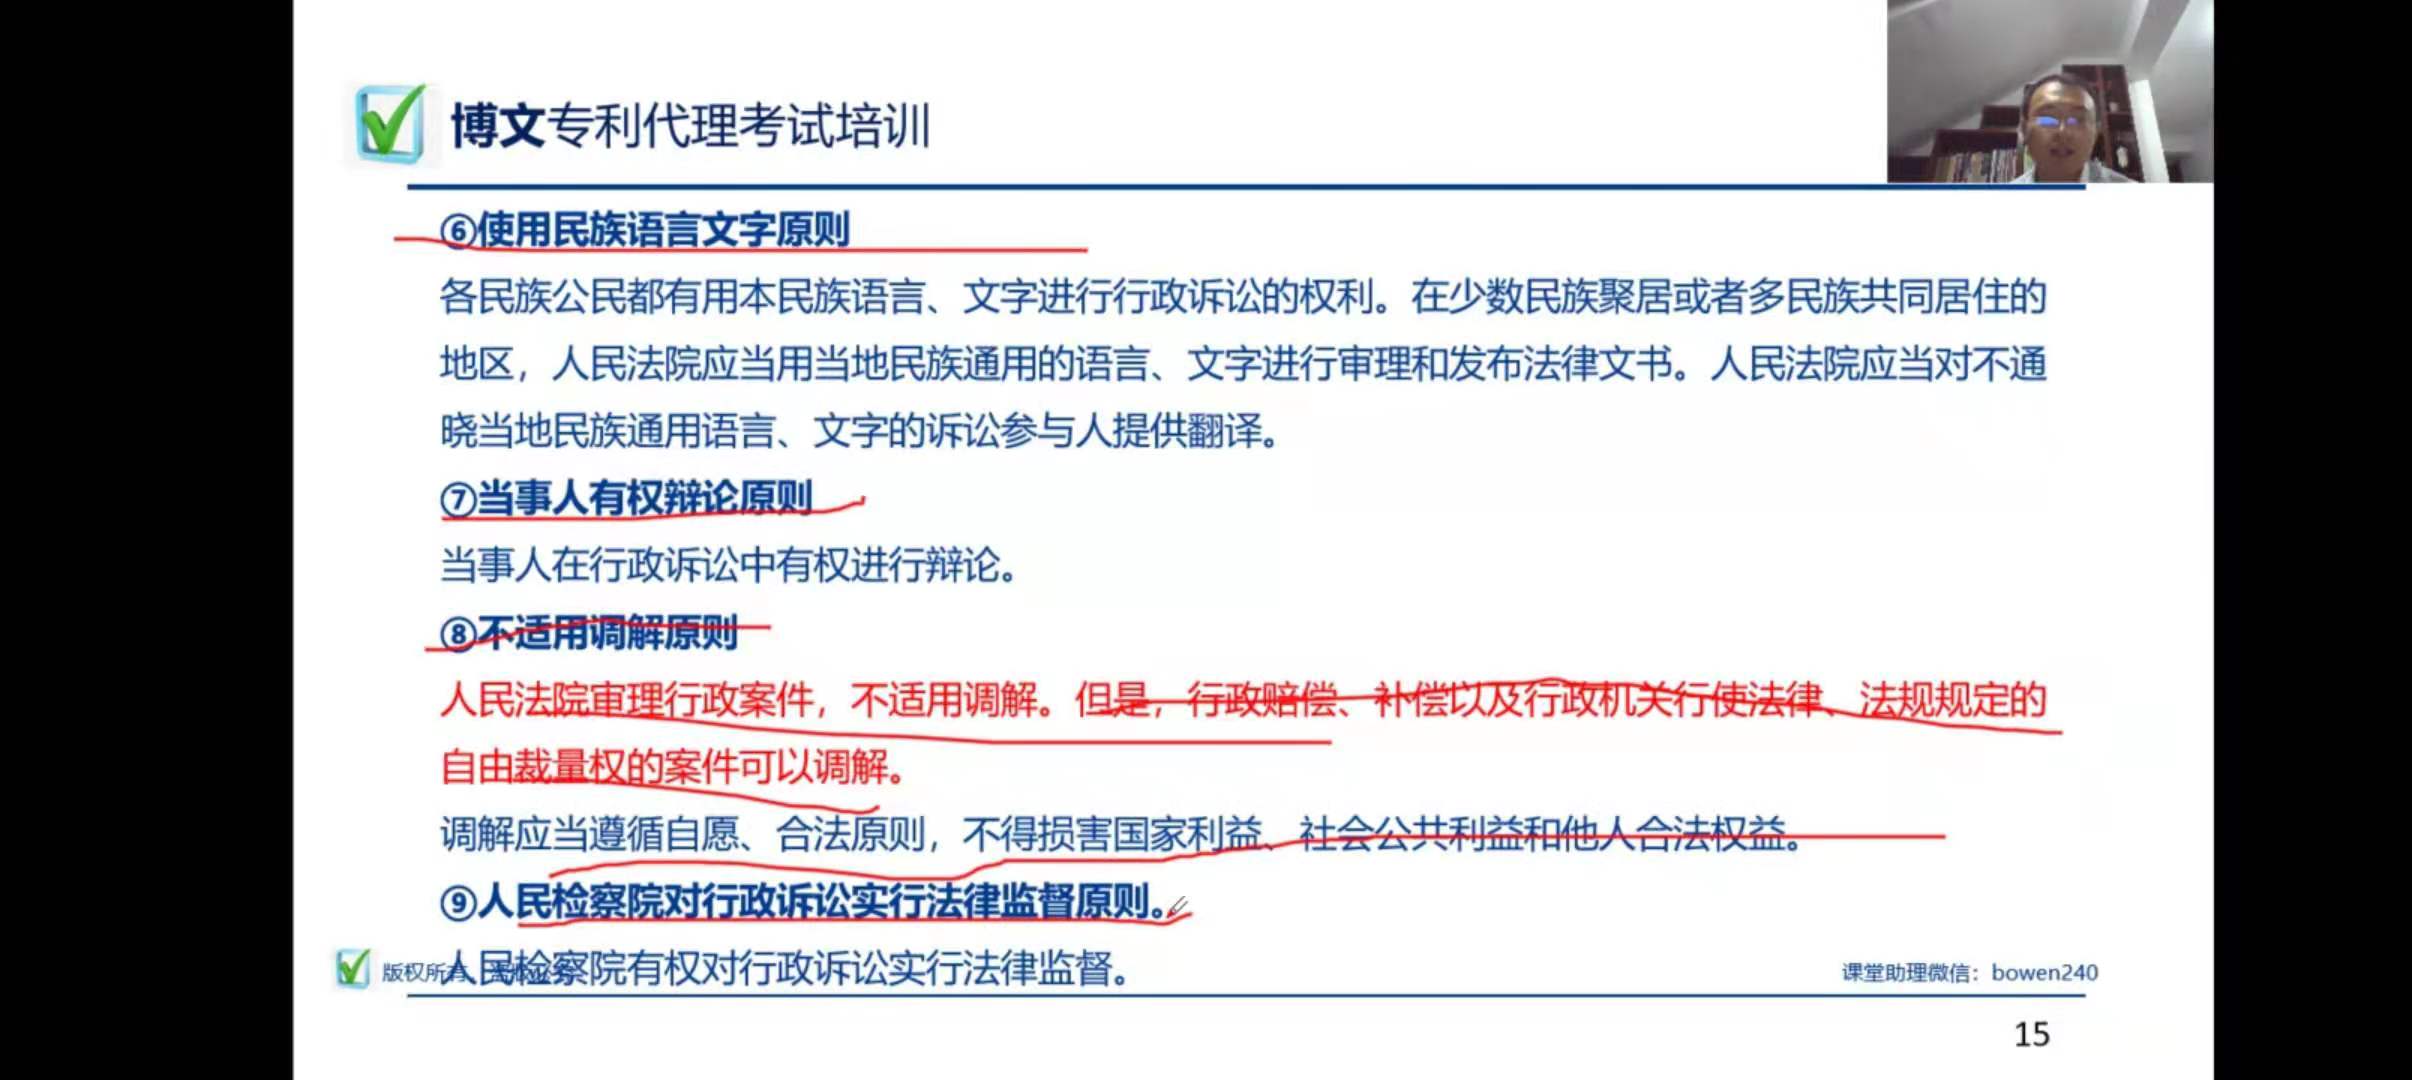 博文专利代理考试培训
⑥使用民族语言文字原则
各民族公民都有用本民族语言、文字进行行政诉讼的权利。在少数民族聚居或者多民族共同居住的
地区，人民法院应当用当地民族通用的语言、文字进行审理和发布法律文书。人民法院应当对不通
晓当地民族通用语言、文字的诉讼参与人提供翻译。
⑦当事人有权辩论原则
当事人在行政诉讼中有权进行辩论。
⑧不适用调解原则
人民法院审理行政案件，不适用调解。但是，行政赔偿、补偿以及行政机关行使法律、法规规定的
自由裁量权的案件可以调解。
调解应当遵循自愿、合法原则，不得损害国家利益、社会公共利益和他人合法权益。
⑨人民检察院对行政诉讼实行法律监督原则。
人民检察院有权对行政诉讼实行法律监督。
版权所有
课堂助理微信：bowen240
15